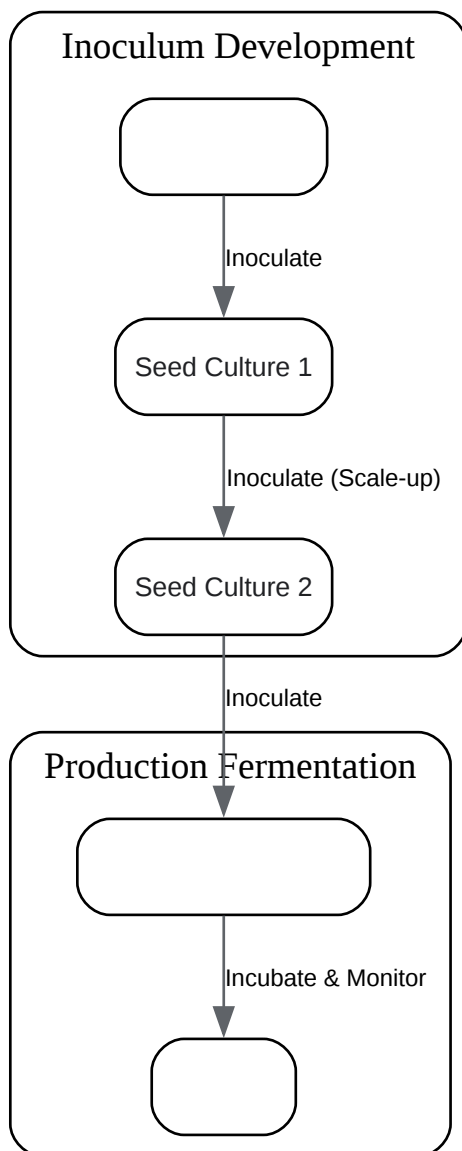 Inoculum Development
Inoculate
Seed Culture 1
Inoculate (Scale-up)
Seed Culture 2
Inoculate
Production Fermentation
Incubate & Monitor